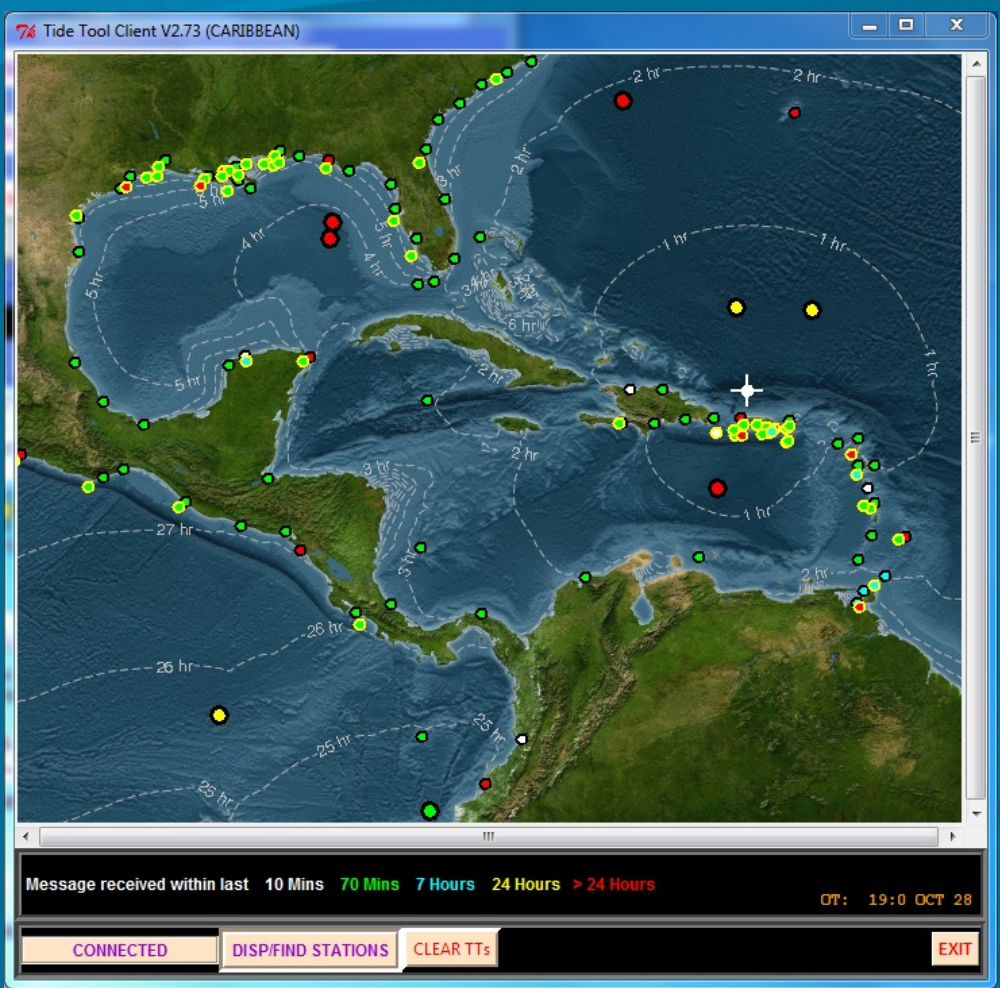 Tide Tool Client V2.73 (CARIBBEAN)
2 hr
2 hr
2 hr
3 hr
5 hr
4 hr
5 hr
4 hr
5 hr
1 hr
1 hr
6 hr
1 hr
5 hr
2 hr
2 hr
3 hr
1 hr
27 hr
3 hr
2 hr
26 hr
26 hr
25 hr
25 hr
25 hr
Message received within last 10 Mins 70 Mins 7 Hours 24 Hours > 24 Hours
OT: 19:0 OCT 28
CONNECTED DISP/FIND STATIONS CLEAR TTs EXIT